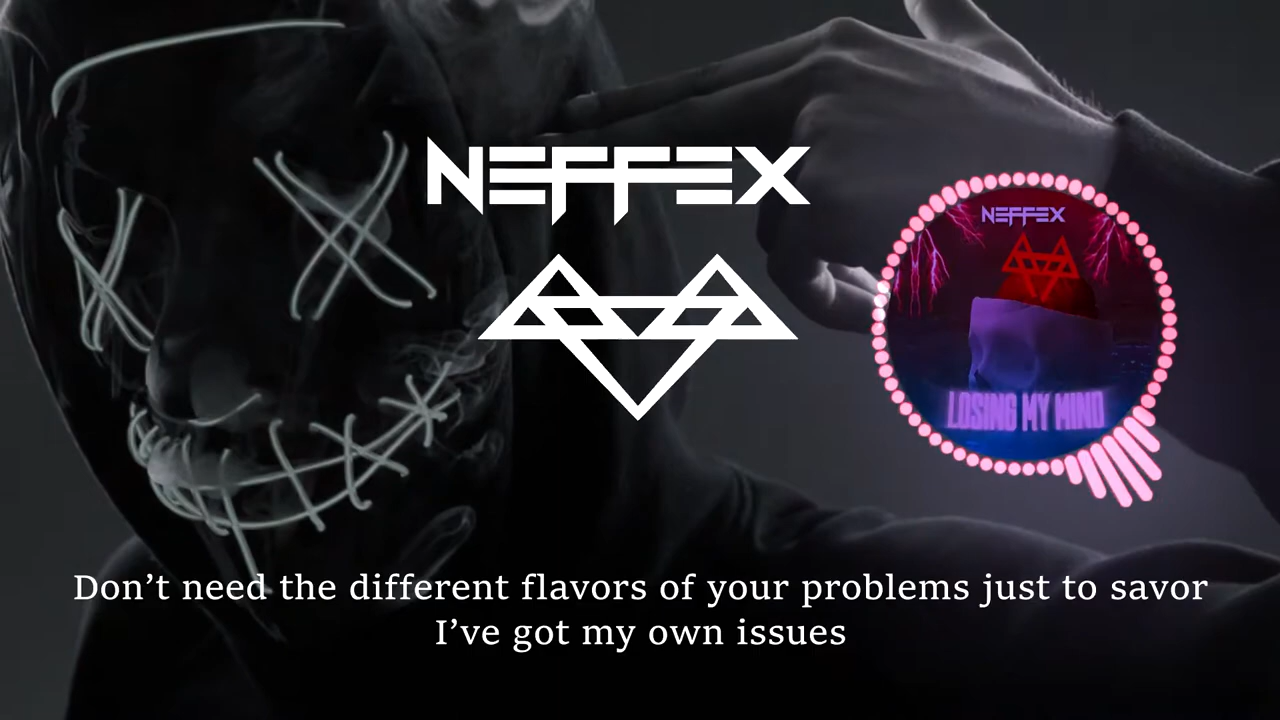 NEFFEX
NEFFEX
LOSING MY MIND
Don’t need the different flavors of your problems just to savor
I’ve got my own issues